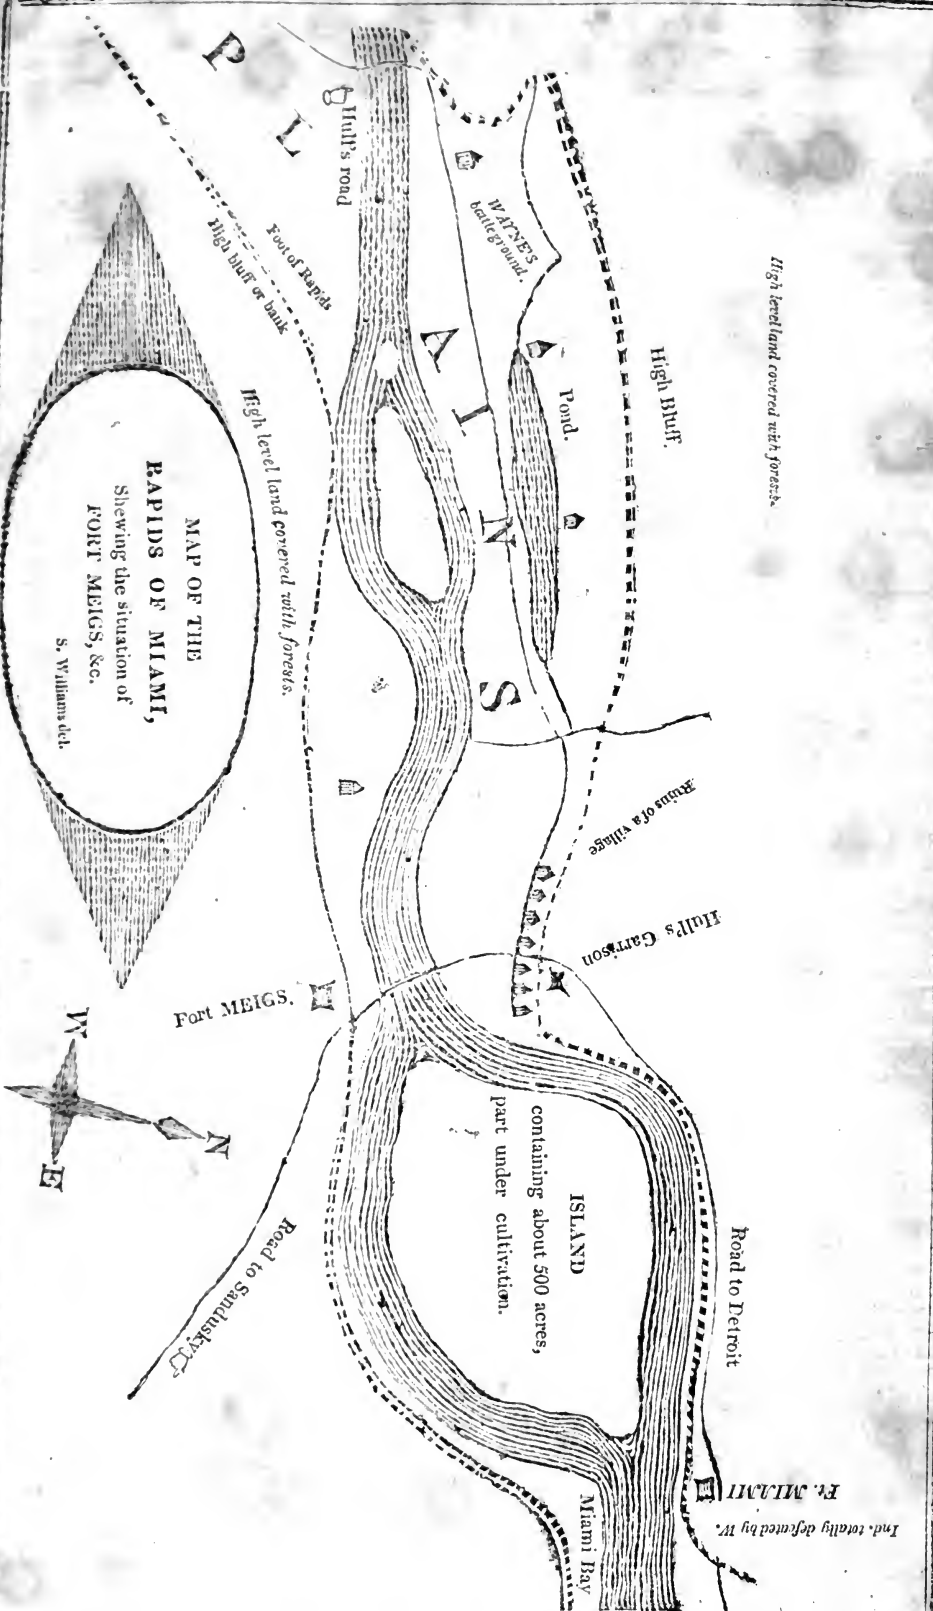 MAP OF THE
RAPIDS OF MIAMI,
Shewing the situation of
FORT MEIGS, &c.
S. Williams del.
High level land covered with forests.
High Bluff.
Pond.
WAYNE'S
battleground.
PLAINS
Hull's road
Foot of Rapids
High bluff or bank
High level land covered with forests.
Ruins of a village
Hull's Garrison
Fort MEIGS.
W
N
E
ISLAND
containing about 500 acres,
part under cultivation.
Road to Detroit
Road to Sandusky
Ft. MIAMI
Ind. totally defeated by W.
Miami Bay